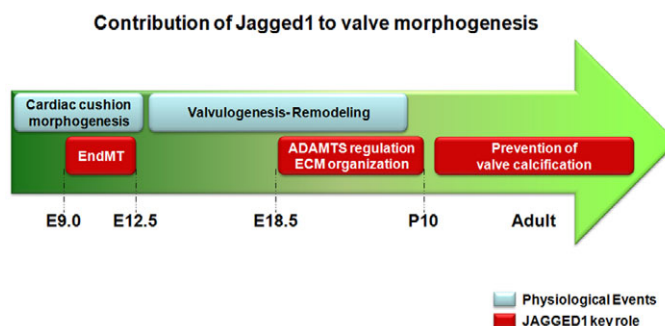 Contribution of Jagged1 to valve morphogenesis
Cardiac cushion
morphogenesis
Valvulogenesis-Remodeling
EndMT
ADAMTS regulation
ECM organization
Prevention of
valve calcification
E9.0
E12.5
E18.5
P10
Adult
Physiological Events
JAGGED1 key role